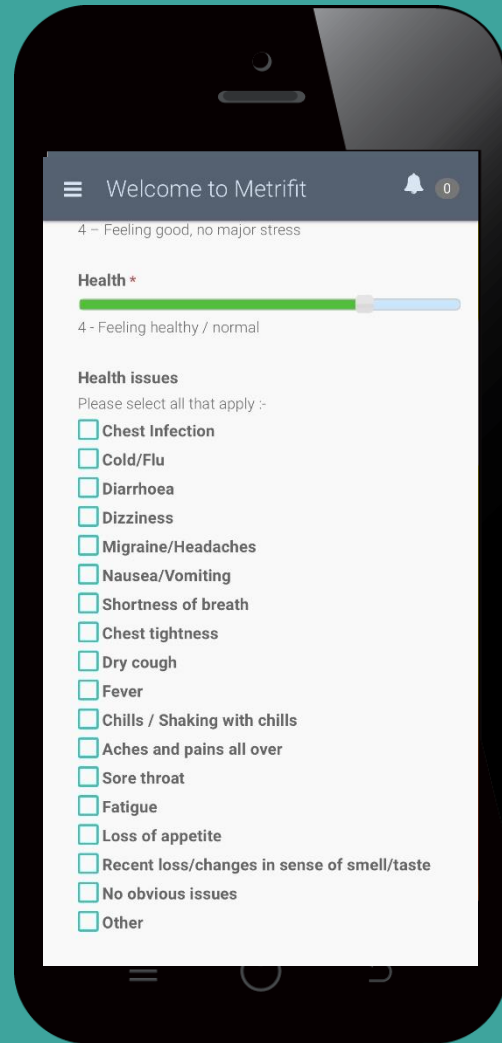 Welcome to Metrifit 0
4 – Feeling good, no major stress
Health *
4 - Feeling healthy / normal
Health issues
Please select all that apply :-
Chest Infection
Cold/Flu
Diarrhoea
Dizziness
Migraine/Headaches
Nausea/Vomiting
Shortness of breath
Chest tightness
Dry cough
Fever
Chills / Shaking with chills
Aches and pains all over
Sore throat
Fatigue
Loss of appetite
Recent loss/changes in sense of smell/taste
No obvious issues
Other